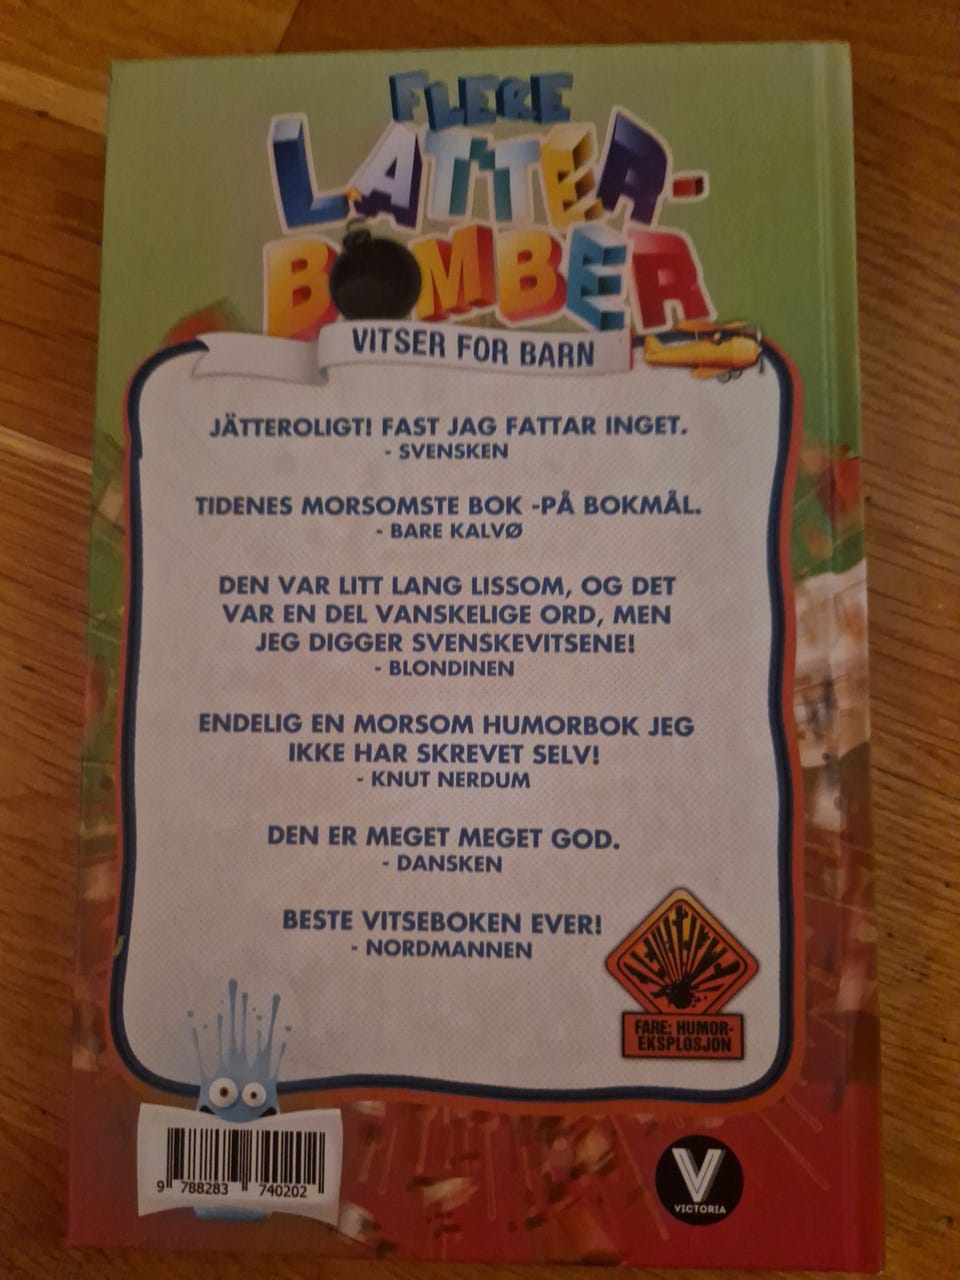 FLERE
LATTER-
BOMBER
VITSER FOR BARN
JÄTTEROLIGT! FAST JAG FATTAR INGET.
- SVENSKEN
TIDENES MORSOMSTE BOK -PÅ BOKMÅL.
- BARE KALVØ
DEN VAR LITT LANG LISSOM, OG DET
VAR EN DEL VANSKELIGE ORD, MEN
JEG DIGGER SVENSKEVITSENE!
- BLONDINEN
ENDELIG EN MORSOM HUMORBOK JEG
IKKE HAR SKREVET SELV!
- KNUT NERDUM
DEN ER MEGET MEGET GOD.
- DANSKEN
BESTE VITSEBOKEN EVER!
- NORDMANNEN
FARE: HUMOR-
EKSPLOSJON
9 788283 740202
V
VICTORIA